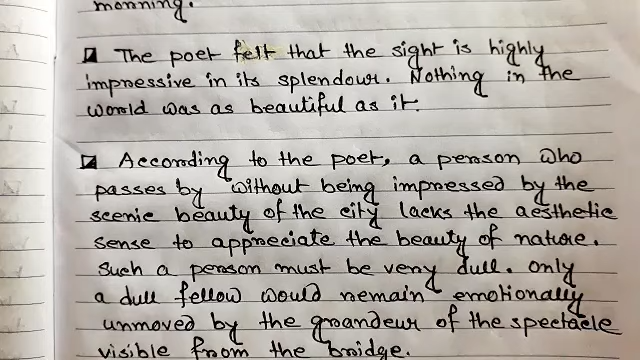 morning.
The poet felt that the sight is highly
impressive in its splendour. Nothing in the
world was as beautiful as it.
According to the poet, a person who
passes by without being impressed by the
scenic beauty of the city lacks the aesthetic
sense to appreciate the beauty of nature.
Such a person must be very dull. Only
a dull fellow would remain emotionally
unmoved by the grandeur of the spectacle
visible from the bridge.